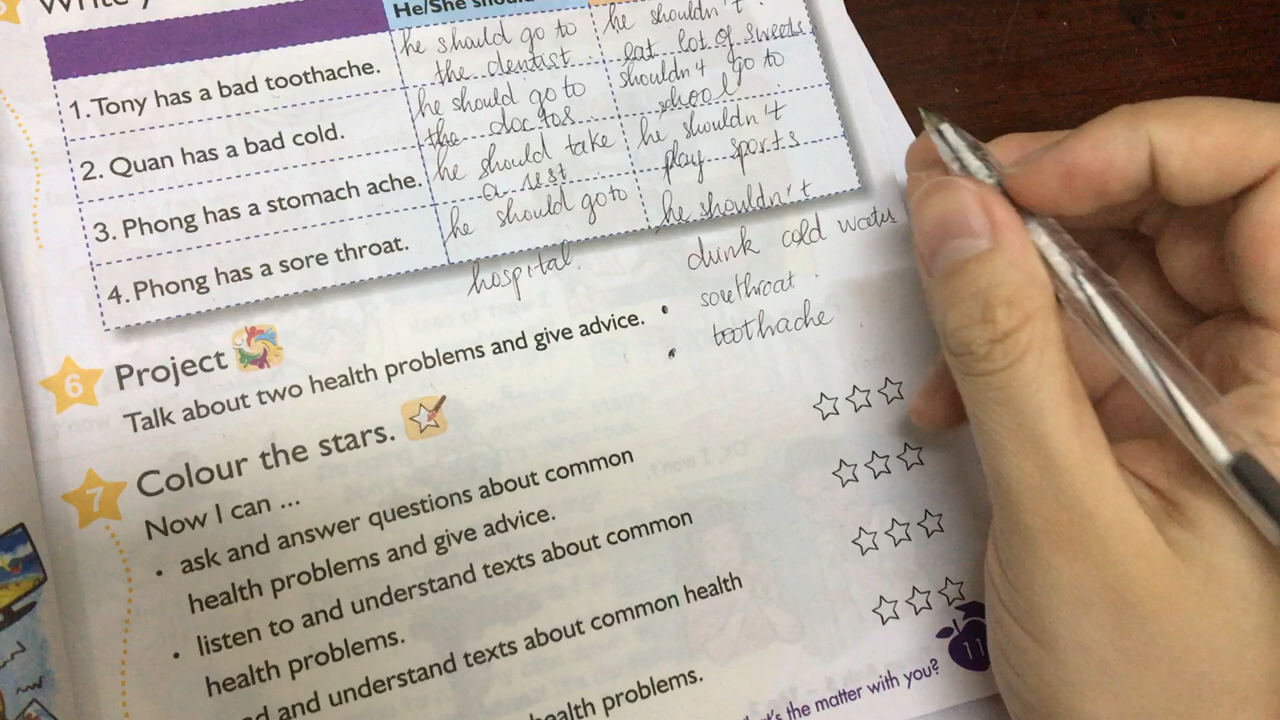 Write
He/She should
he should go to
the dentist
he shouldn't
eat lot of sweets
1. Tony has a bad toothache.
he should go to
the doctos
shouldn't go to
school
2. Quan has a bad cold.
he should take
a rest
he shouldn't
play sports
3. Phong has a stomach ache.
he should go to
hospital.
he shouldn't
drink cold water
4. Phong has a sore throat.
6 Project
Talk about two health problems and give advice.
• sorethroat
• toothache
7 Colour the stars.
Now I can ...
• ask and answer questions about common
health problems and give advice.
• listen to and understand texts about common
health problems.
and understand texts about common health
health problems.
the matter with you?
11